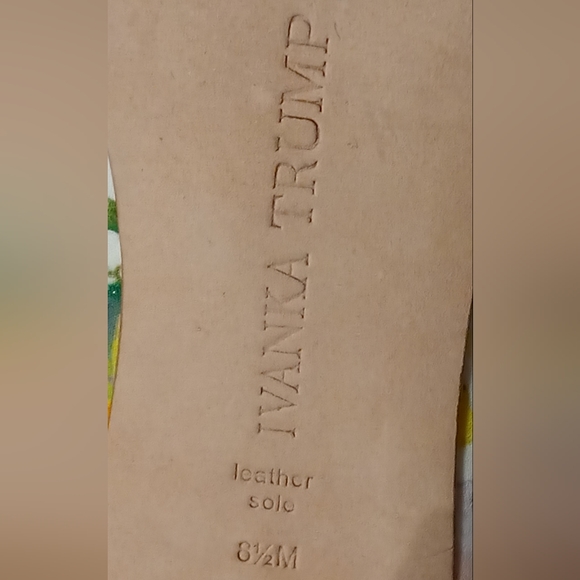 IVANKA TRUMP
leather
sole
8½M